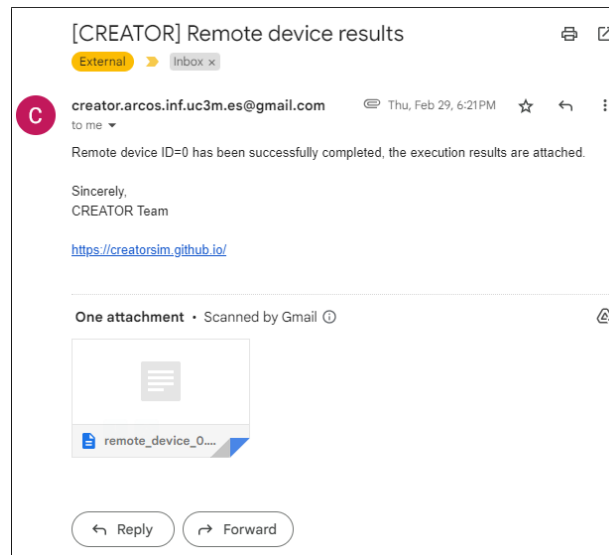 [CREATOR] Remote device results
External Inbox ×
C
creator.arcos.inf.uc3m.es@gmail.com Thu, Feb 29, 6:21 PM
to me
Remote device ID=0 has been successfully completed, the execution results are attached.
Sincerely,
CREATOR Team
https://creatorsim.github.io/
One attachment • Scanned by Gmail
remote_device_0....
Reply Forward